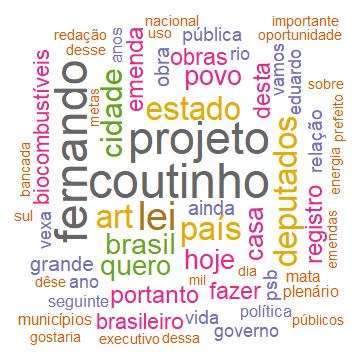 nacional importante
redação uso pública oportunidade
desse anos emenda obras rio vamos eduardo
biocombustíveis fernando cidade obra povo desta sobre
metas estado deputados prefeito
projeto relação
bancada coutinho energia
sul vexa art lei ainda país casa registro emendas
brasil hoje
grande quero dia psb mata
dêse ano mil fazer plenário
seguinte portanto política
municípios brasileiro vida governo públicos
gostaria executivo dessa